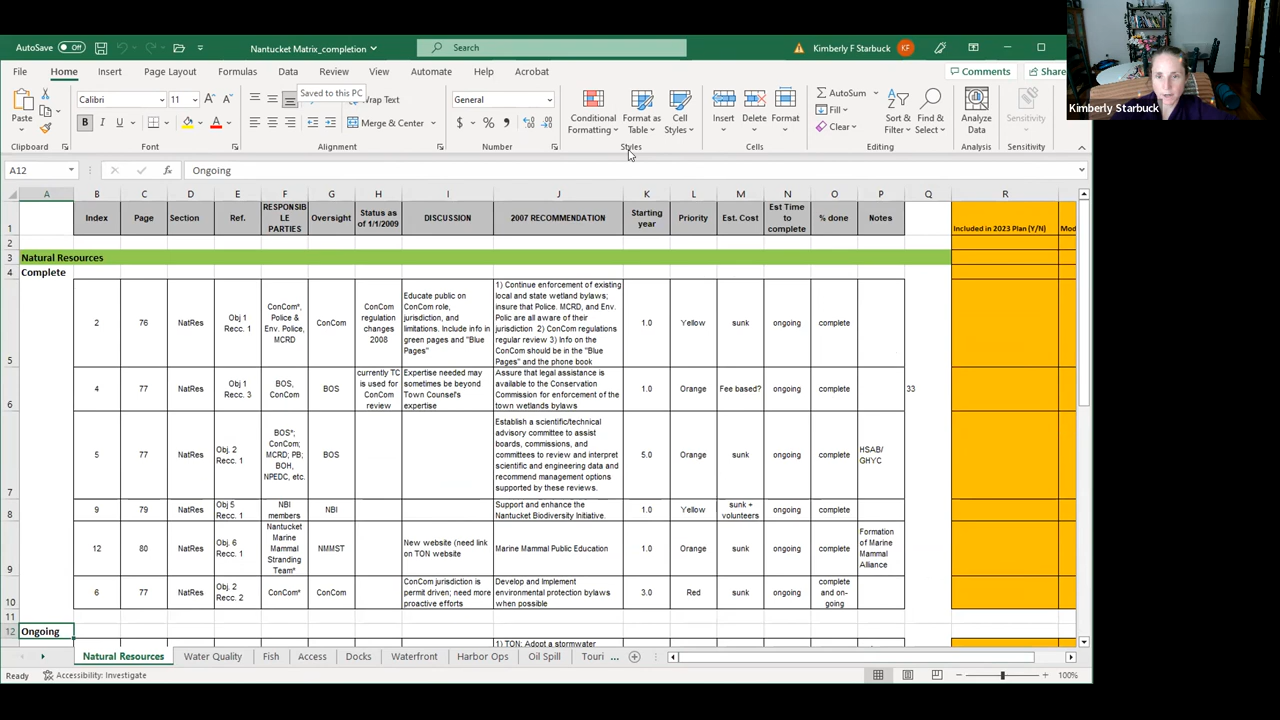 AutoSave Off Nantucket Matrix_completion Search Kimberly F Starbuck KF
File Home Insert Page Layout Formulas Data Review View Automate Help Acrobat Comments Share
Saved to this PC
Kimberly Starbuck
Paste Calibri 11 Wrap Text General Conditional Formatting Format as Table Cell Styles Insert Delete Format AutoSum Sort & Filter Find & Select Analyze Data Sensitivity
B I U A Merge & Center $ % Fill
Clear
Clipboard Font Alignment Number Styles Cells Editing Analysis Sensitivity
A12 fx Ongoing
A B C D E F G H I J K L M N O P Q R
1 Index Page Section Ref. RESPONSIB LE PARTIES Oversight Status as of 1/1/2009 DISCUSSION 2007 RECOMMENDATION Starting year Priority Est. Cost Est Time to complete % done Notes Included in 2023 Plan (Y/N) Mod
2
3 Natural Resources
4 Complete
5 2 76 NatRes Obj 1 Recc. 1 ConCom*, Police & Env. Police, MCRD ConCom ConCom regulation changes 2008 Educate public on ConCom role, jurisdiction, and limitations. Include info in green pages and "Blue Pages" 1) Continue enforcement of existing local and state wetland bylaws; insure that Police. MCRD, and Env. Polic are all aware of their jurisdiction 2) ConCom regulations regular review 3) Info on the ConCom should be in the "Blue Pages" and the phone book 1.0 Yellow sunk ongoing complete
6 4 77 NatRes Obj 1 Recc. 3 BOS, ConCom BOS currently TC is used for ConCom review Expertise needed may sometimes be beyond Town Counsel's expertise Assure that legal assistance is available to the Conservation Commission for enforcement of the town wetlands bylaws 1.0 Orange Fee based? ongoing complete 33
7 5 77 NatRes Obj. 2 Recc. 1 BOS*; ConCom; MCRD; PB; BOH, NPEDC, etc. BOS Establish a scientific/technical advisory committee to assist boards, commissions, and committees to review and interpret scientific and engineering data and recommend management options supported by these reviews. 5.0 Orange sunk ongoing complete HSAB/ GHYC
8 9 79 NatRes Obj 5 Recc. 1 NBI members NBI Support and enhance the Nantucket Biodiversity Initiative. 1.0 Yellow sunk + volunteers ongoing complete
9 12 80 NatRes Obj. 6 Recc. 1 Nantucket Marine Mammal Stranding Team* NMMST New website (need link on TON website Marine Mammal Public Education 1.0 Orange sunk ongoing complete Formation of Marine Mammal Alliance
10 6 77 NatRes Obj. 2 Recc. 2 ConCom* ConCom ConCom jurisdiction is permit driven; need more proactive efforts Develop and Implement environmental protection bylaws when possible 3.0 Red sunk ongoing complete and on-going
11
12 Ongoing
1) TON: Adopt a stormwater
Natural Resources Water Quality Fish Access Docks Waterfront Harbor Ops Oil Spill Touri ...
Ready Accessibility: Investigate 100%